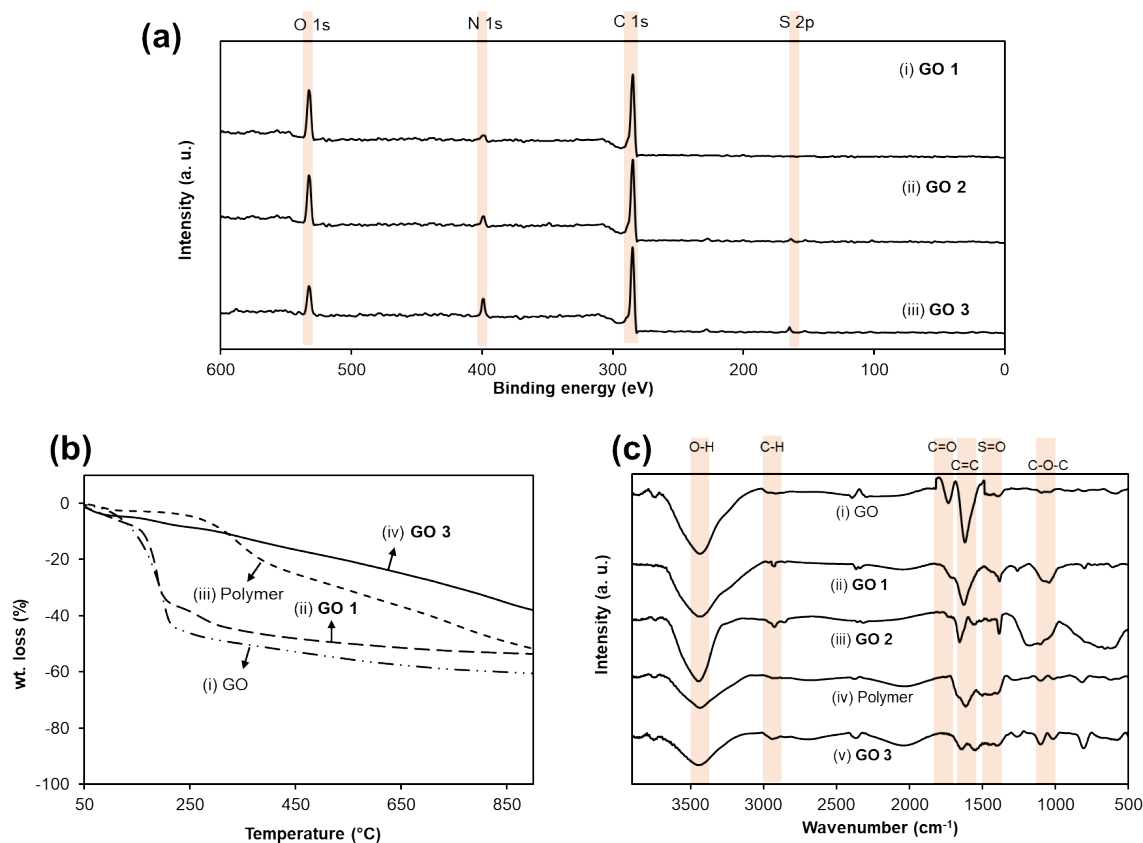 (a)
O 1s N 1s C 1s S 2p
(i) GO 1
(ii) GO 2
(iii) GO 3
Intensity (a. u.)
600 500 400 300 200 100 0
Binding energy (eV)
(b)
0
-20
-40
-60
-80
-100
wt. loss (%)
(iv) GO 3
(iii) Polymer
(ii) GO 1
(i) GO
50 250 450 650 850
Temperature (°C)
(c)
O-H C-H C=O S=O
C=C C-O-C
(i) GO
(ii) GO 1
(iii) GO 2
(iv) Polymer
(v) GO 3
Intensity (a. u.)
3500 3000 2500 2000 1500 1000 500
Wavenumber (cm⁻¹)